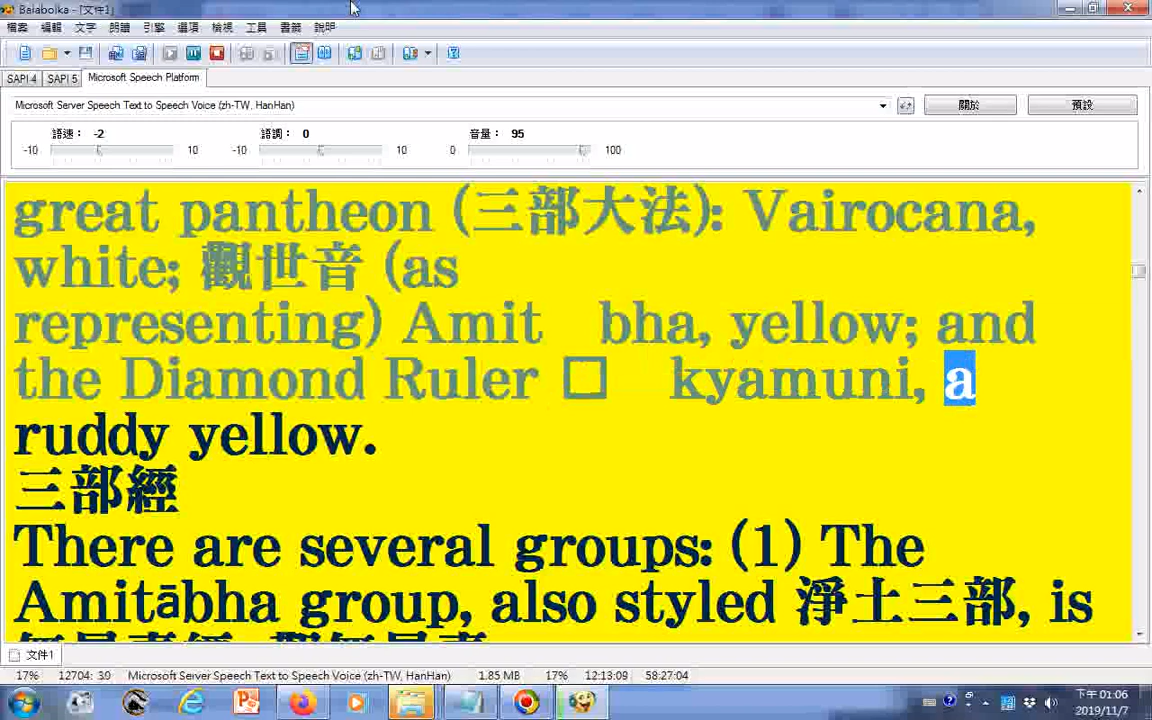 Balabolka - [文件1]
檔案 編輯 文字 朗讀 引擎 選項 檢視 工具 書籤 說明
SAPI 4 SAPI 5 Microsoft Speech Platform
Microsoft Server Speech Text to Speech Voice (zh-TW, HanHan) 關於 預設
語速： -2 語調： 0 音量： 95
-10 10 -10 10 0 100
great pantheon (三部大法): Vairocana,
white; 觀世音 (as
representing) Amit bha, yellow; and
the Diamond Ruler □ kyamuni, a
ruddy yellow.
三部經
There are several groups: (1) The
Amitābha group, also styled 淨土三部, is
文件1
17% 12704: 39 Microsoft Server Speech Text to Speech Voice (zh-TW, HanHan) 1.85 MB 17% 12:13:09 58:27:04
下午 01:06
2019/11/7